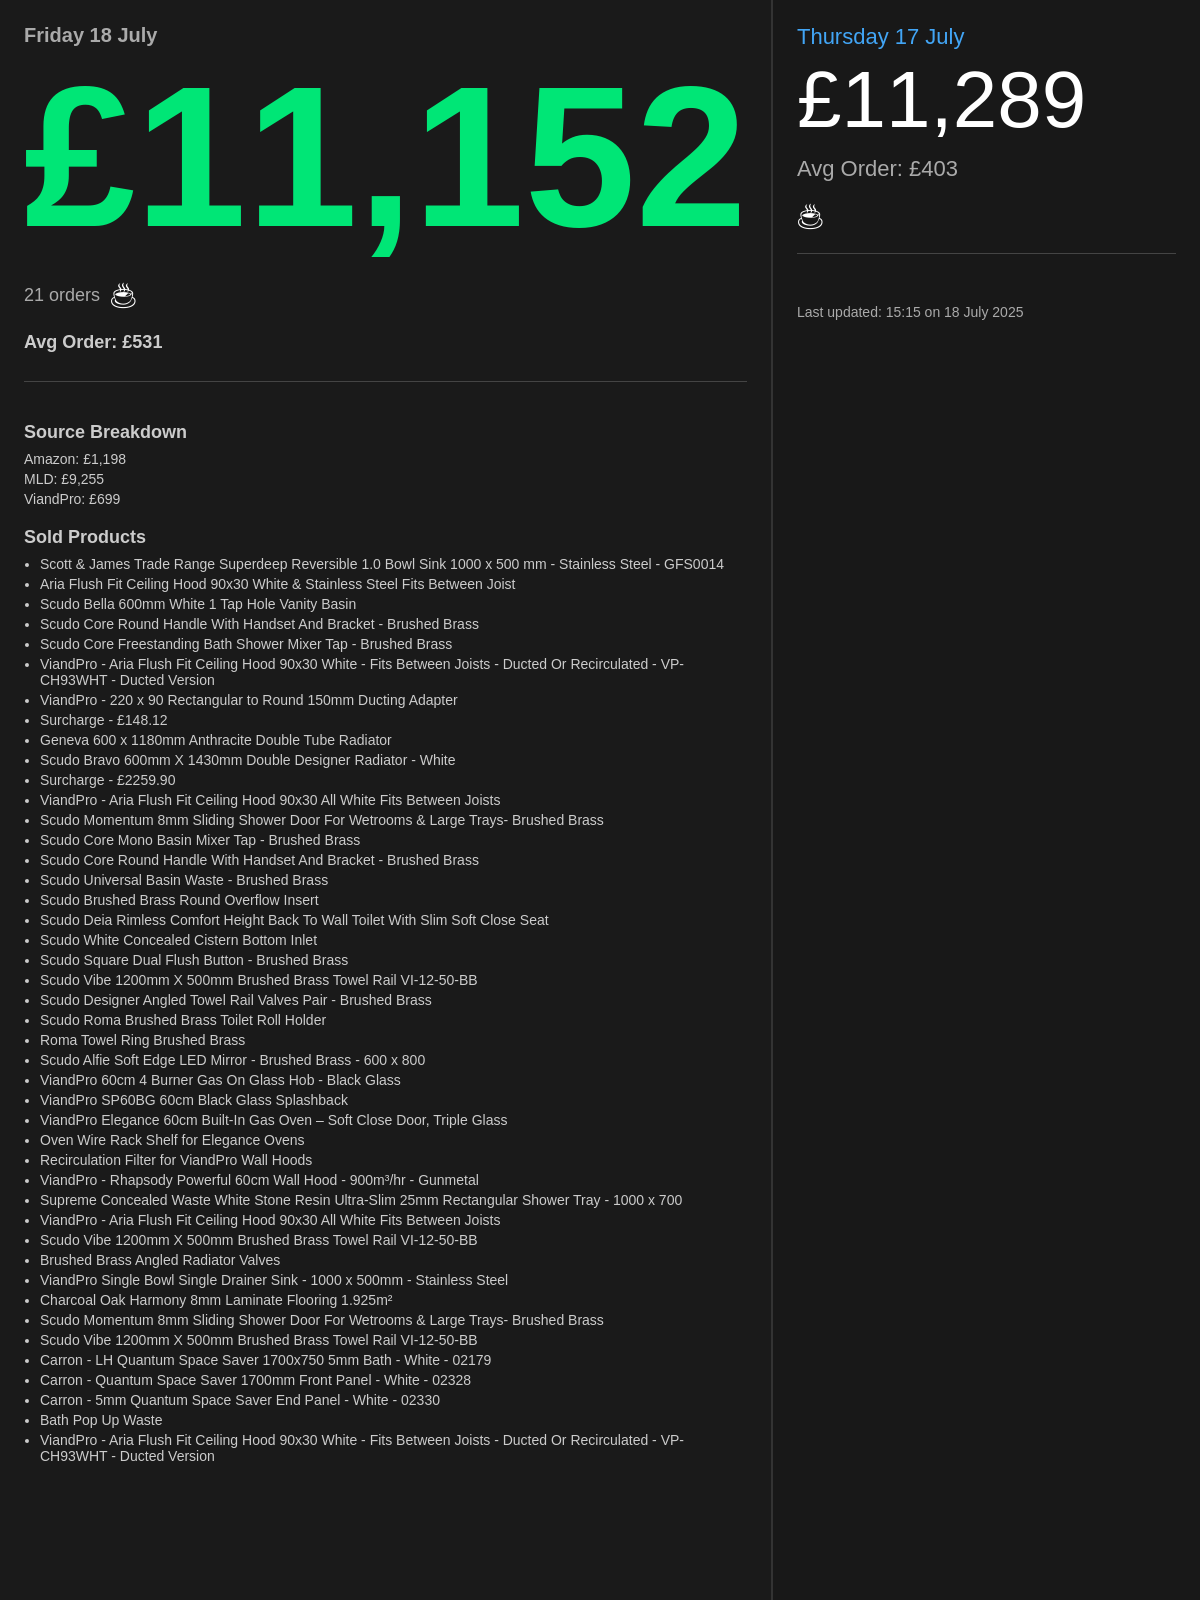 Friday 18 July
£11,152
21 orders
Avg Order: £531
Source Breakdown
Amazon: £1,198
MLD: £9,255
ViandPro: £699
Sold Products
Scott & James Trade Range Superdeep Reversible 1.0 Bowl Sink 1000 x 500 mm - Stainless Steel - GFS0014
Aria Flush Fit Ceiling Hood 90x30 White & Stainless Steel Fits Between Joist
Scudo Bella 600mm White 1 Tap Hole Vanity Basin
Scudo Core Round Handle With Handset And Bracket - Brushed Brass
Scudo Core Freestanding Bath Shower Mixer Tap - Brushed Brass
ViandPro - Aria Flush Fit Ceiling Hood 90x30 White - Fits Between Joists - Ducted Or Recirculated - VP-
CH93WHT - Ducted Version
ViandPro - 220 x 90 Rectangular to Round 150mm Ducting Adapter
Surcharge - £148.12
Geneva 600 x 1180mm Anthracite Double Tube Radiator
Scudo Bravo 600mm X 1430mm Double Designer Radiator - White
Surcharge - £2259.90
ViandPro - Aria Flush Fit Ceiling Hood 90x30 All White Fits Between Joists
Scudo Momentum 8mm Sliding Shower Door For Wetrooms & Large Trays- Brushed Brass
Scudo Core Mono Basin Mixer Tap - Brushed Brass
Scudo Core Round Handle With Handset And Bracket - Brushed Brass
Scudo Universal Basin Waste - Brushed Brass
Scudo Brushed Brass Round Overflow Insert
Scudo Deia Rimless Comfort Height Back To Wall Toilet With Slim Soft Close Seat
Scudo White Concealed Cistern Bottom Inlet
Scudo Square Dual Flush Button - Brushed Brass
Scudo Vibe 1200mm X 500mm Brushed Brass Towel Rail VI-12-50-BB
Scudo Designer Angled Towel Rail Valves Pair - Brushed Brass
Scudo Roma Brushed Brass Toilet Roll Holder
Roma Towel Ring Brushed Brass
Scudo Alfie Soft Edge LED Mirror - Brushed Brass - 600 x 800
ViandPro 60cm 4 Burner Gas On Glass Hob - Black Glass
ViandPro SP60BG 60cm Black Glass Splashback
ViandPro Elegance 60cm Built-In Gas Oven – Soft Close Door, Triple Glass
Oven Wire Rack Shelf for Elegance Ovens
Recirculation Filter for ViandPro Wall Hoods
ViandPro - Rhapsody Powerful 60cm Wall Hood - 900m³/hr - Gunmetal
Supreme Concealed Waste White Stone Resin Ultra-Slim 25mm Rectangular Shower Tray - 1000 x 700
ViandPro - Aria Flush Fit Ceiling Hood 90x30 All White Fits Between Joists
Scudo Vibe 1200mm X 500mm Brushed Brass Towel Rail VI-12-50-BB
Brushed Brass Angled Radiator Valves
ViandPro Single Bowl Single Drainer Sink - 1000 x 500mm - Stainless Steel
Charcoal Oak Harmony 8mm Laminate Flooring 1.925m²
Scudo Momentum 8mm Sliding Shower Door For Wetrooms & Large Trays- Brushed Brass
Scudo Vibe 1200mm X 500mm Brushed Brass Towel Rail VI-12-50-BB
Carron - LH Quantum Space Saver 1700x750 5mm Bath - White - 02179
Carron - Quantum Space Saver 1700mm Front Panel - White - 02328
Carron - 5mm Quantum Space Saver End Panel - White - 02330
Bath Pop Up Waste
ViandPro - Aria Flush Fit Ceiling Hood 90x30 White - Fits Between Joists - Ducted Or Recirculated - VP-
CH93WHT - Ducted Version
Thursday 17 July
£11,289
Avg Order: £403
Last updated: 15:15 on 18 July 2025